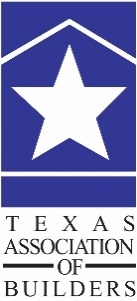 TEXAS
ASSOCIATION
OF
BUILDERS